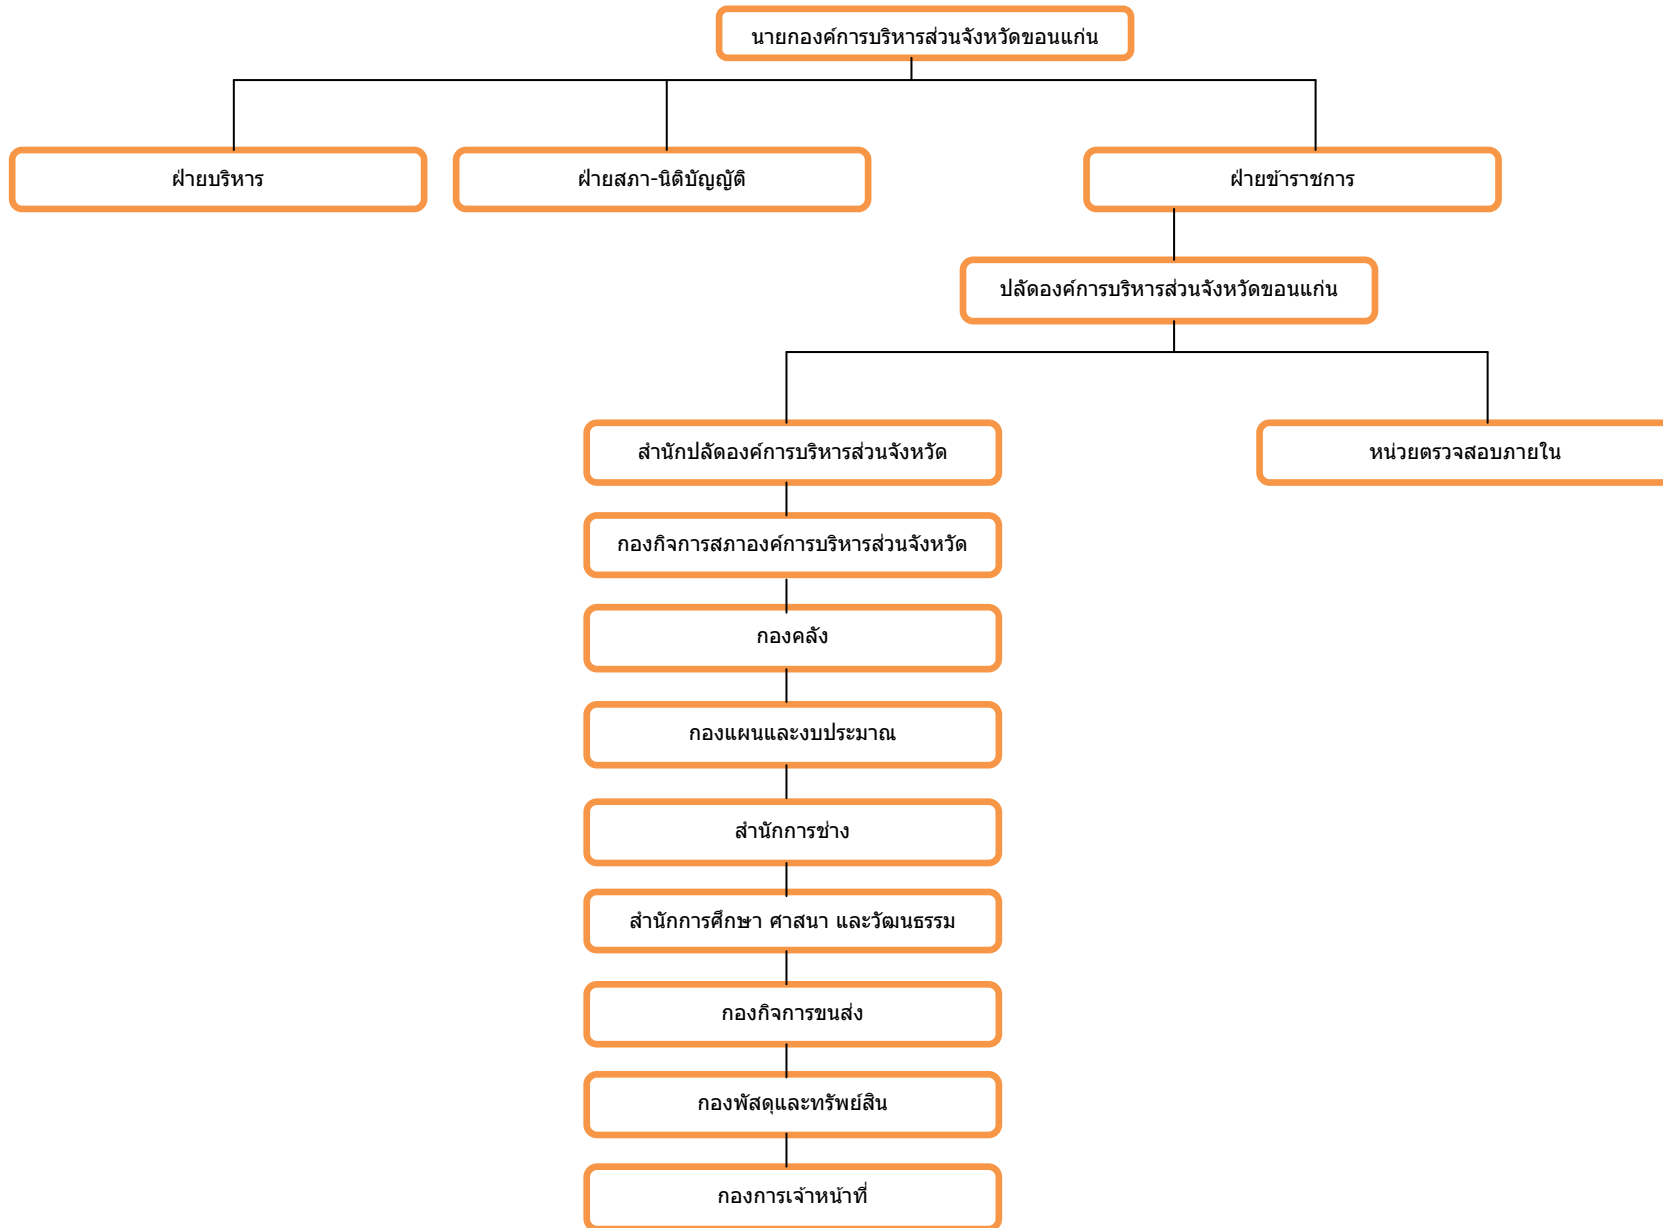 นายกองค์การบริหารส่วนจังหวัดขอนแก่น
ฝ่ายบริหาร
ฝ่ายสภา-นิติบัญญัติ
ฝ่ายข้าราชการ
ปลัดองค์การบริหารส่วนจังหวัดขอนแก่น
สำนักปลัดองค์การบริหารส่วนจังหวัด
หน่วยตรวจสอบภายใน
กองกิจการสภาองค์การบริหารส่วนจังหวัด
กองคลัง
กองแผนและงบประมาณ
สำนักการช่าง
สำนักการศึกษา ศาสนา และวัฒนธรรม
กองกิจการขนส่ง
กองพัสดุและทรัพย์สิน
กองการเจ้าหน้าที่